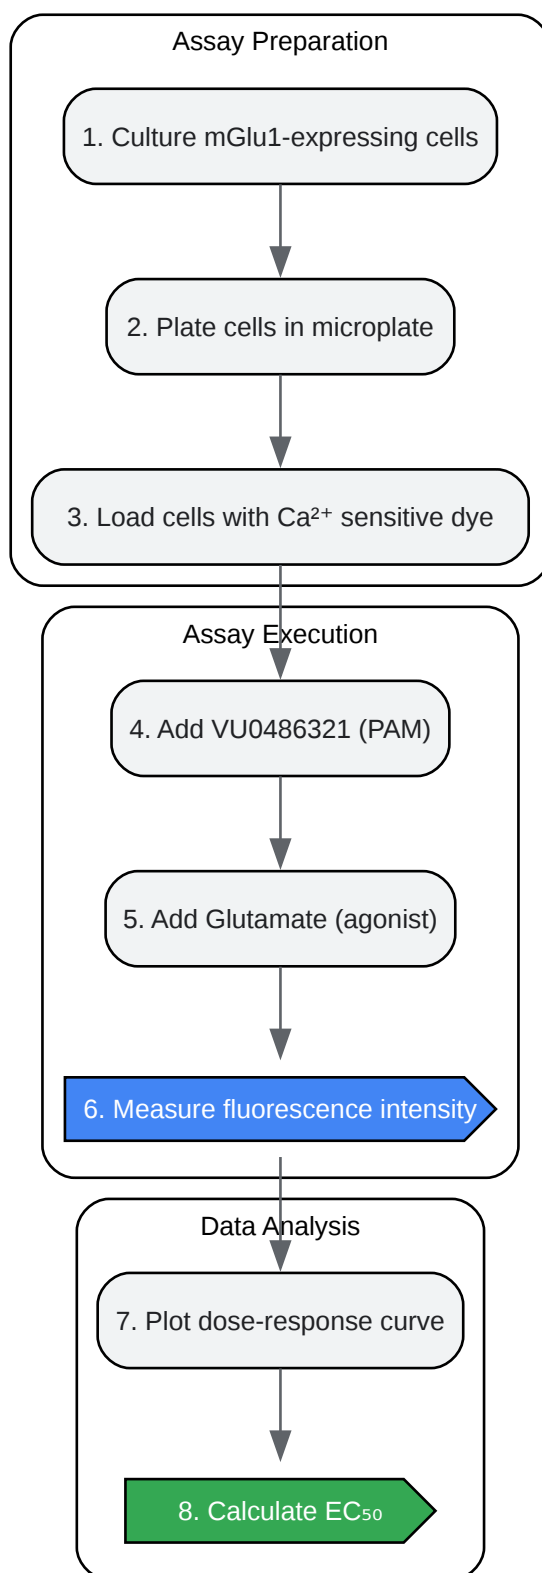 Assay Preparation
1. Culture mGlu1-expressing cells
2. Plate cells in microplate
3. Load cells with Ca²⁺ sensitive dye
Assay Execution
4. Add VU0486321 (PAM)
5. Add Glutamate (agonist)
6. Measure fluorescence intensity
Data Analysis
7. Plot dose-response curve
8. Calculate EC₅₀